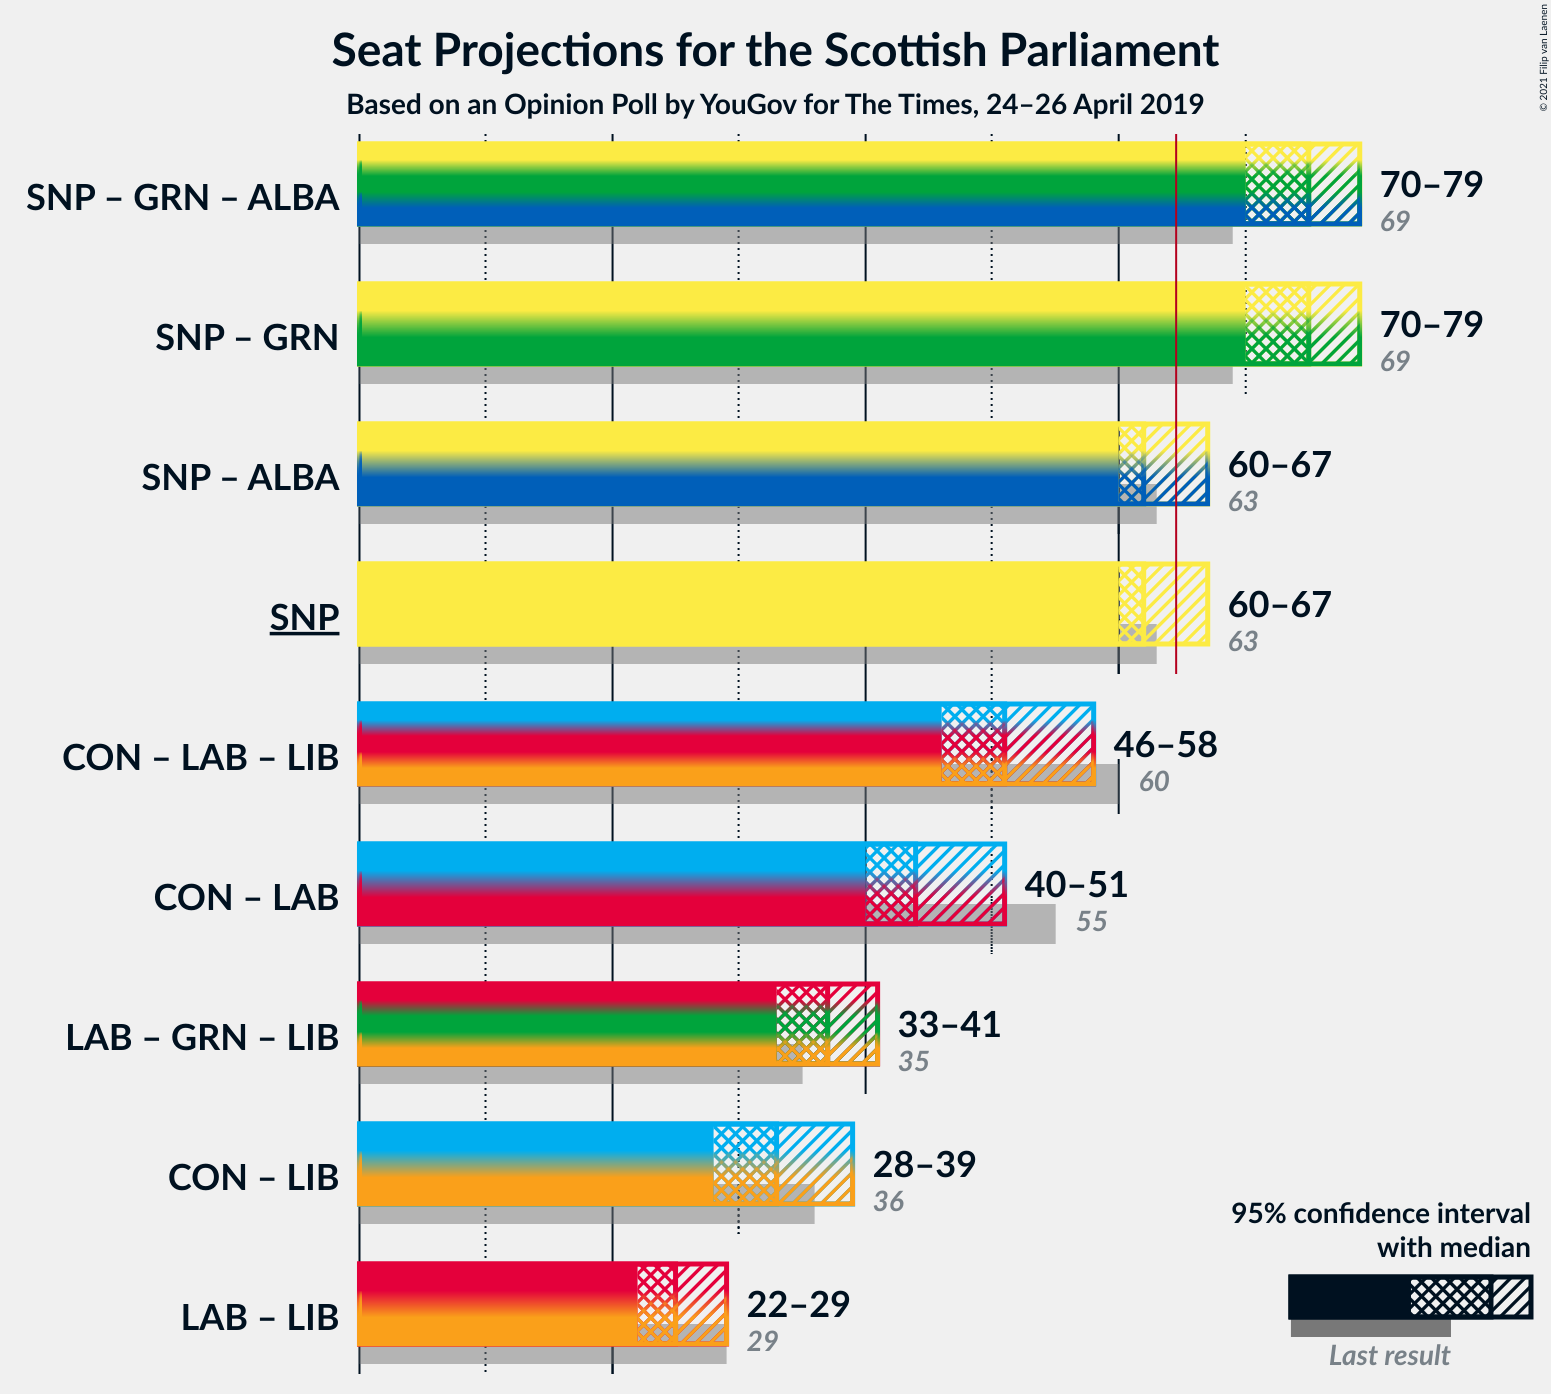 Seat Projections for the Scottish Parliament
Based on an Opinion Poll by YouGov for The Times, 24–26 April 2019
© 2021 Filip van Laenen
SNP – GRN – ALBA
70–79
69
SNP – GRN
70–79
69
SNP – ALBA
60–67
63
SNP
60–67
63
CON – LAB – LIB
46–58
60
CON – LAB
40–51
55
LAB – GRN – LIB
33–41
35
CON – LIB
28–39
36
LAB – LIB
22–29
29
95% confidence interval
with median
Last result